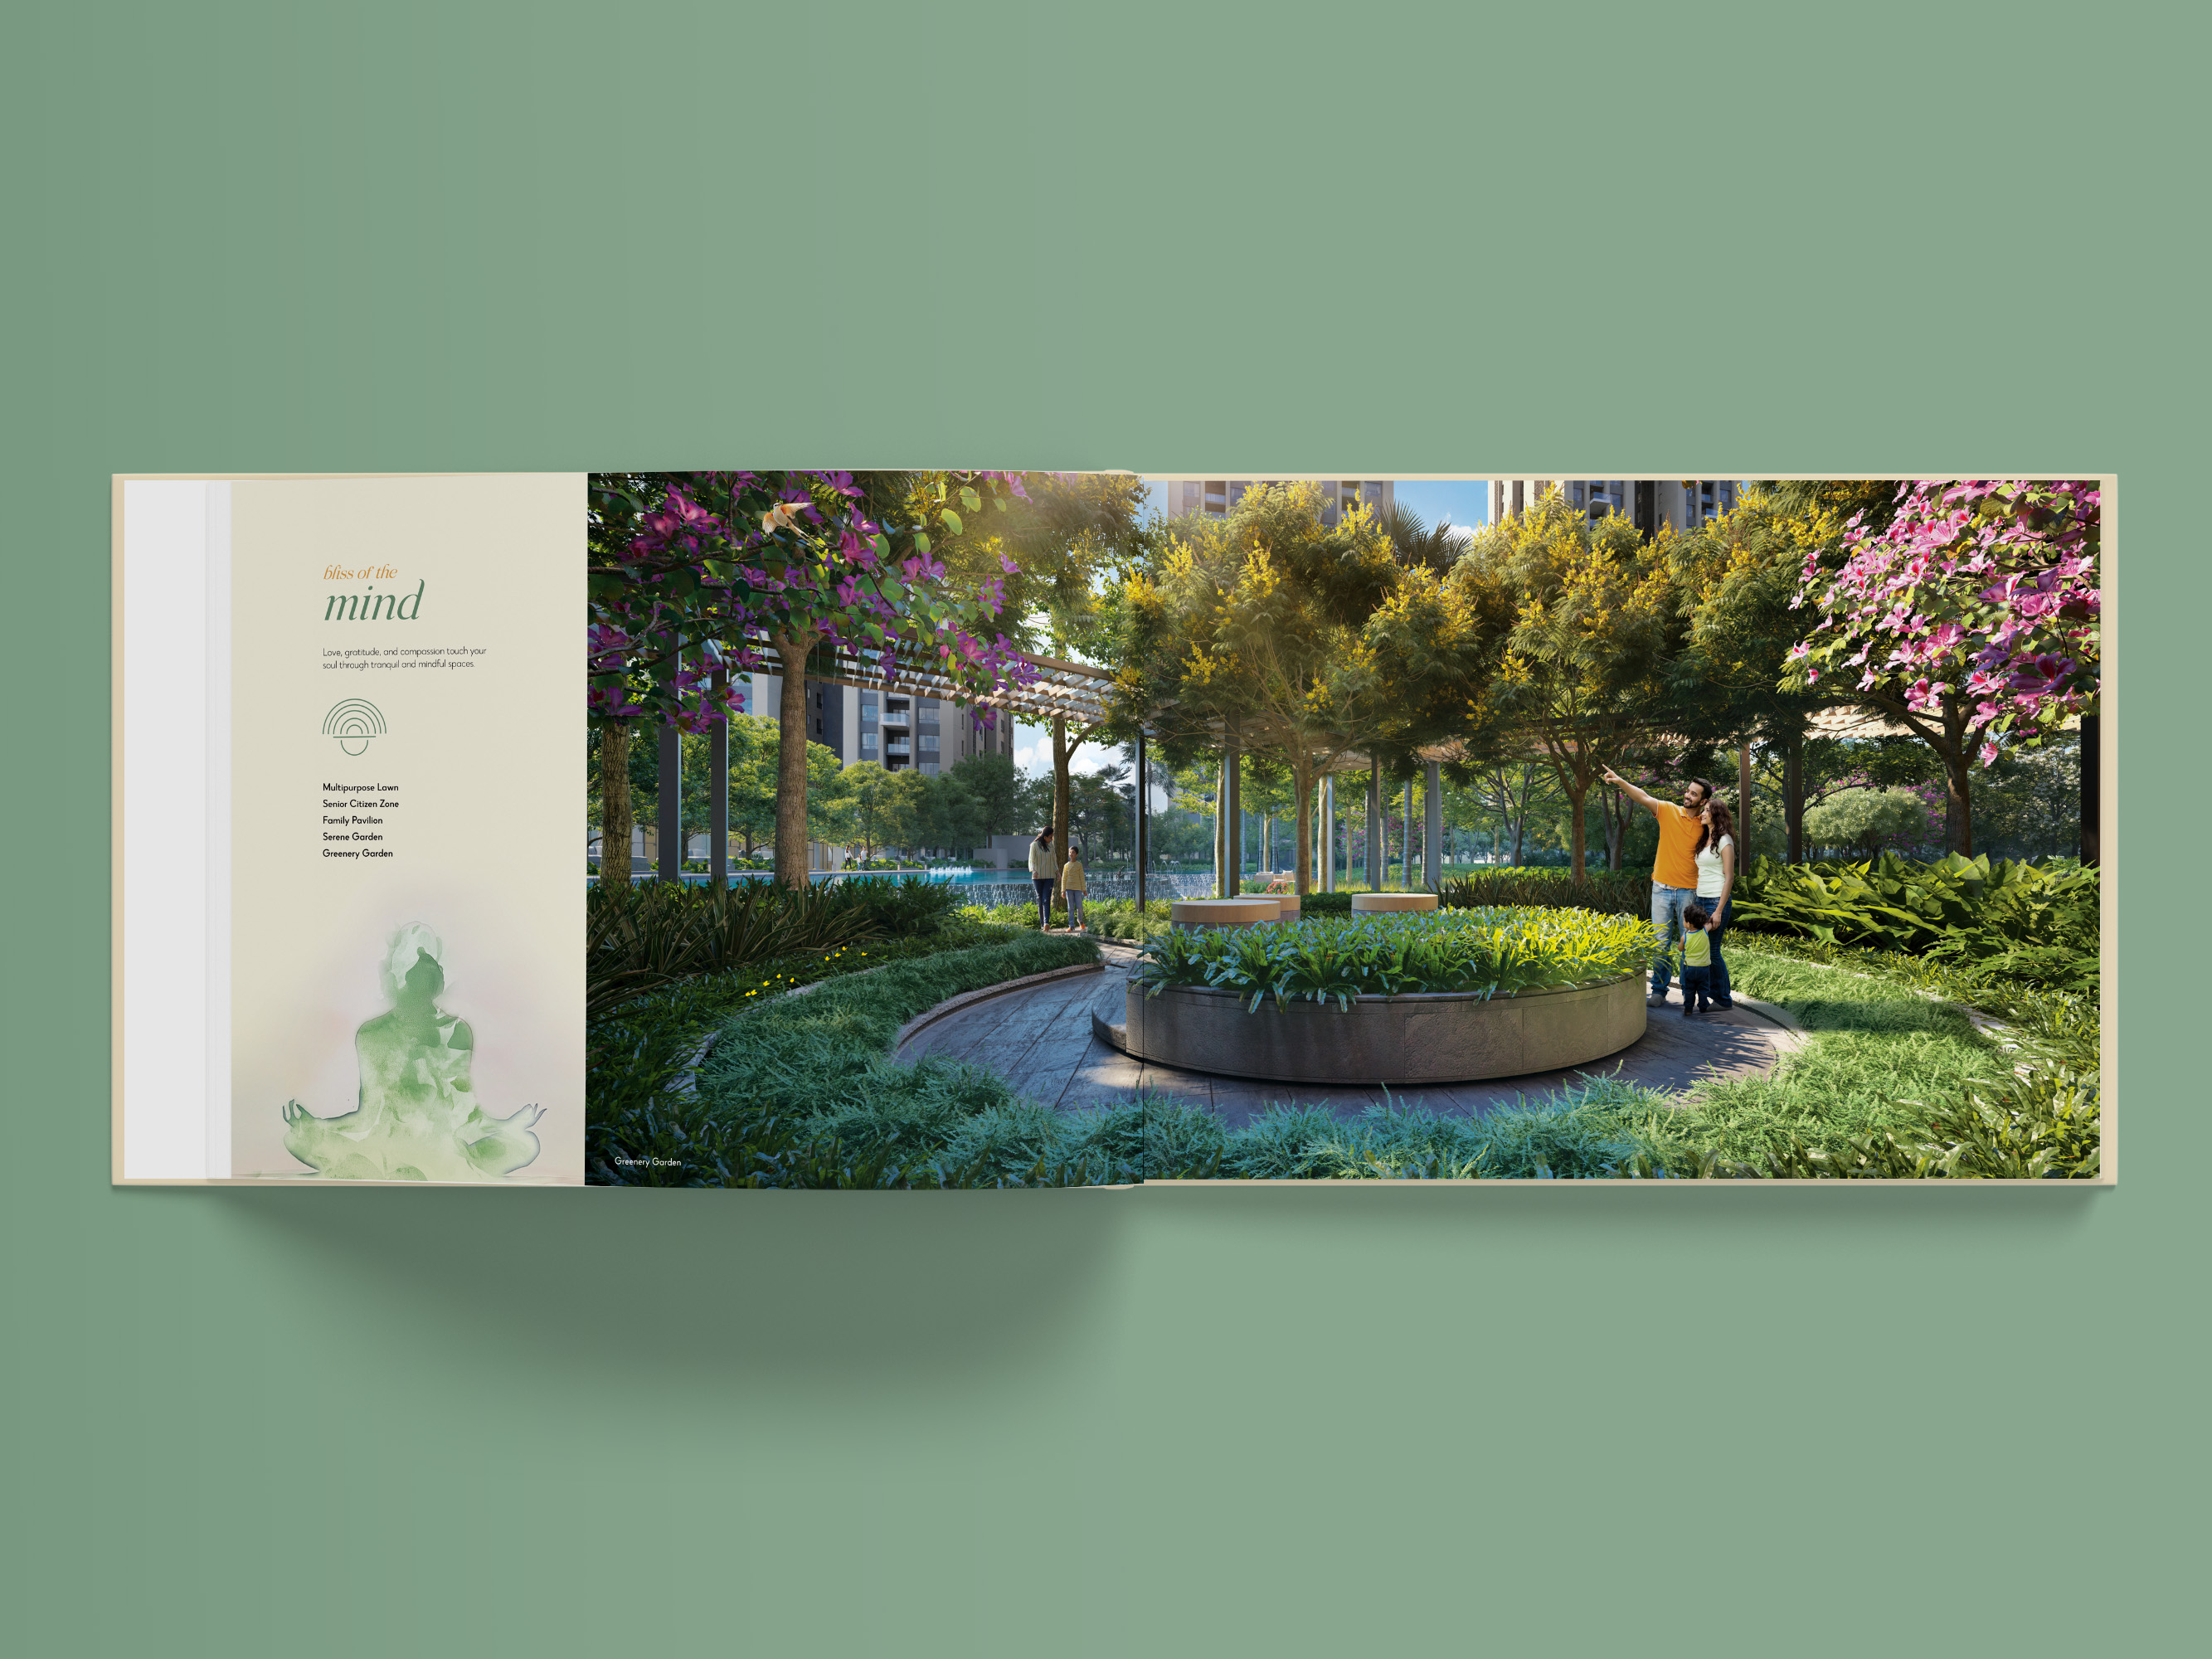 bliss of the
mind
Love, gratitude, and compassion touch your
soul through tranquil and mindful spaces.
Multipurpose Lawn
Senior Citizen Zone
Family Pavilion
Serene Garden
Greenery Garden
Greenery Garden